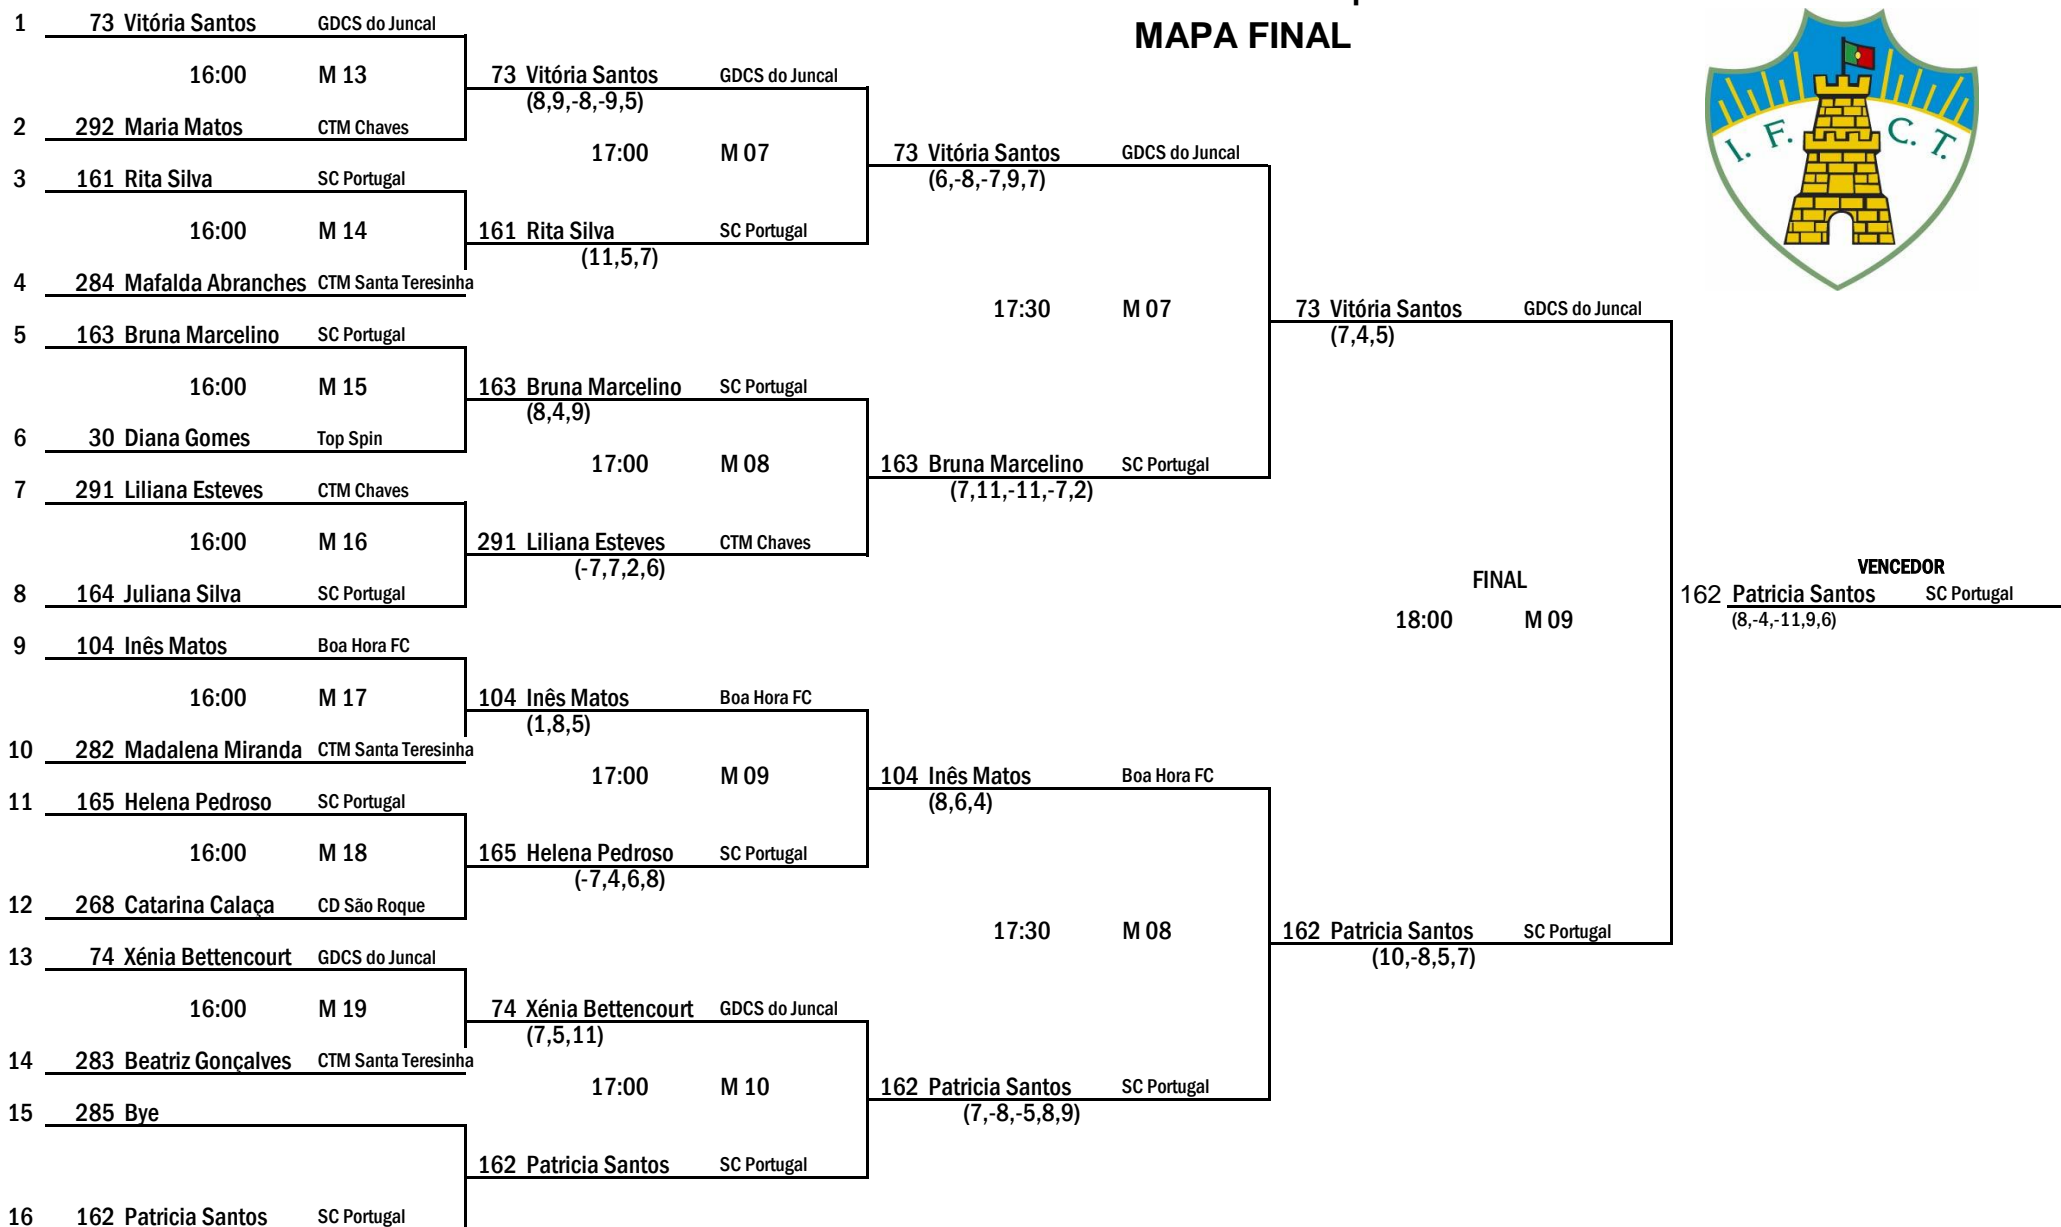 MAPA FINAL
I. F. C. T.
1 73 Vitória Santos GDCS do Juncal
16:00 M 13
73 Vitória Santos GDCS do Juncal
(8,9,-8,-9,5)
2 292 Maria Matos CTM Chaves
17:00 M 07
73 Vitória Santos GDCS do Juncal
(6,-8,-7,9,7)
3 161 Rita Silva SC Portugal
16:00 M 14
161 Rita Silva SC Portugal
(11,5,7)
4 284 Mafalda Abranches CTM Santa Teresinha
17:30 M 07
73 Vitória Santos GDCS do Juncal
(7,4,5)
5 163 Bruna Marcelino SC Portugal
16:00 M 15
163 Bruna Marcelino SC Portugal
(8,4,9)
6 30 Diana Gomes Top Spin
17:00 M 08
163 Bruna Marcelino SC Portugal
(7,11,-11,-7,2)
7 291 Liliana Esteves CTM Chaves
16:00 M 16
291 Liliana Esteves CTM Chaves
(-7,7,2,6)
8 164 Juliana Silva SC Portugal
FINAL
18:00 M 09
VENCEDOR
162 Patricia Santos SC Portugal
(8,-4,-11,9,6)
9 104 Inês Matos Boa Hora FC
16:00 M 17
104 Inês Matos Boa Hora FC
(1,8,5)
10 282 Madalena Miranda CTM Santa Teresinha
17:00 M 09
104 Inês Matos Boa Hora FC
(8,6,4)
11 165 Helena Pedroso SC Portugal
16:00 M 18
165 Helena Pedroso SC Portugal
(-7,4,6,8)
12 268 Catarina Calaça CD São Roque
17:30 M 08
162 Patricia Santos SC Portugal
(10,-8,5,7)
13 74 Xénia Bettencourt GDCS do Juncal
16:00 M 19
74 Xénia Bettencourt GDCS do Juncal
(7,5,11)
14 283 Beatriz Gonçalves CTM Santa Teresinha
17:00 M 10
162 Patricia Santos SC Portugal
(7,-8,-5,8,9)
15 285 Bye
162 Patricia Santos SC Portugal
16 162 Patricia Santos SC Portugal